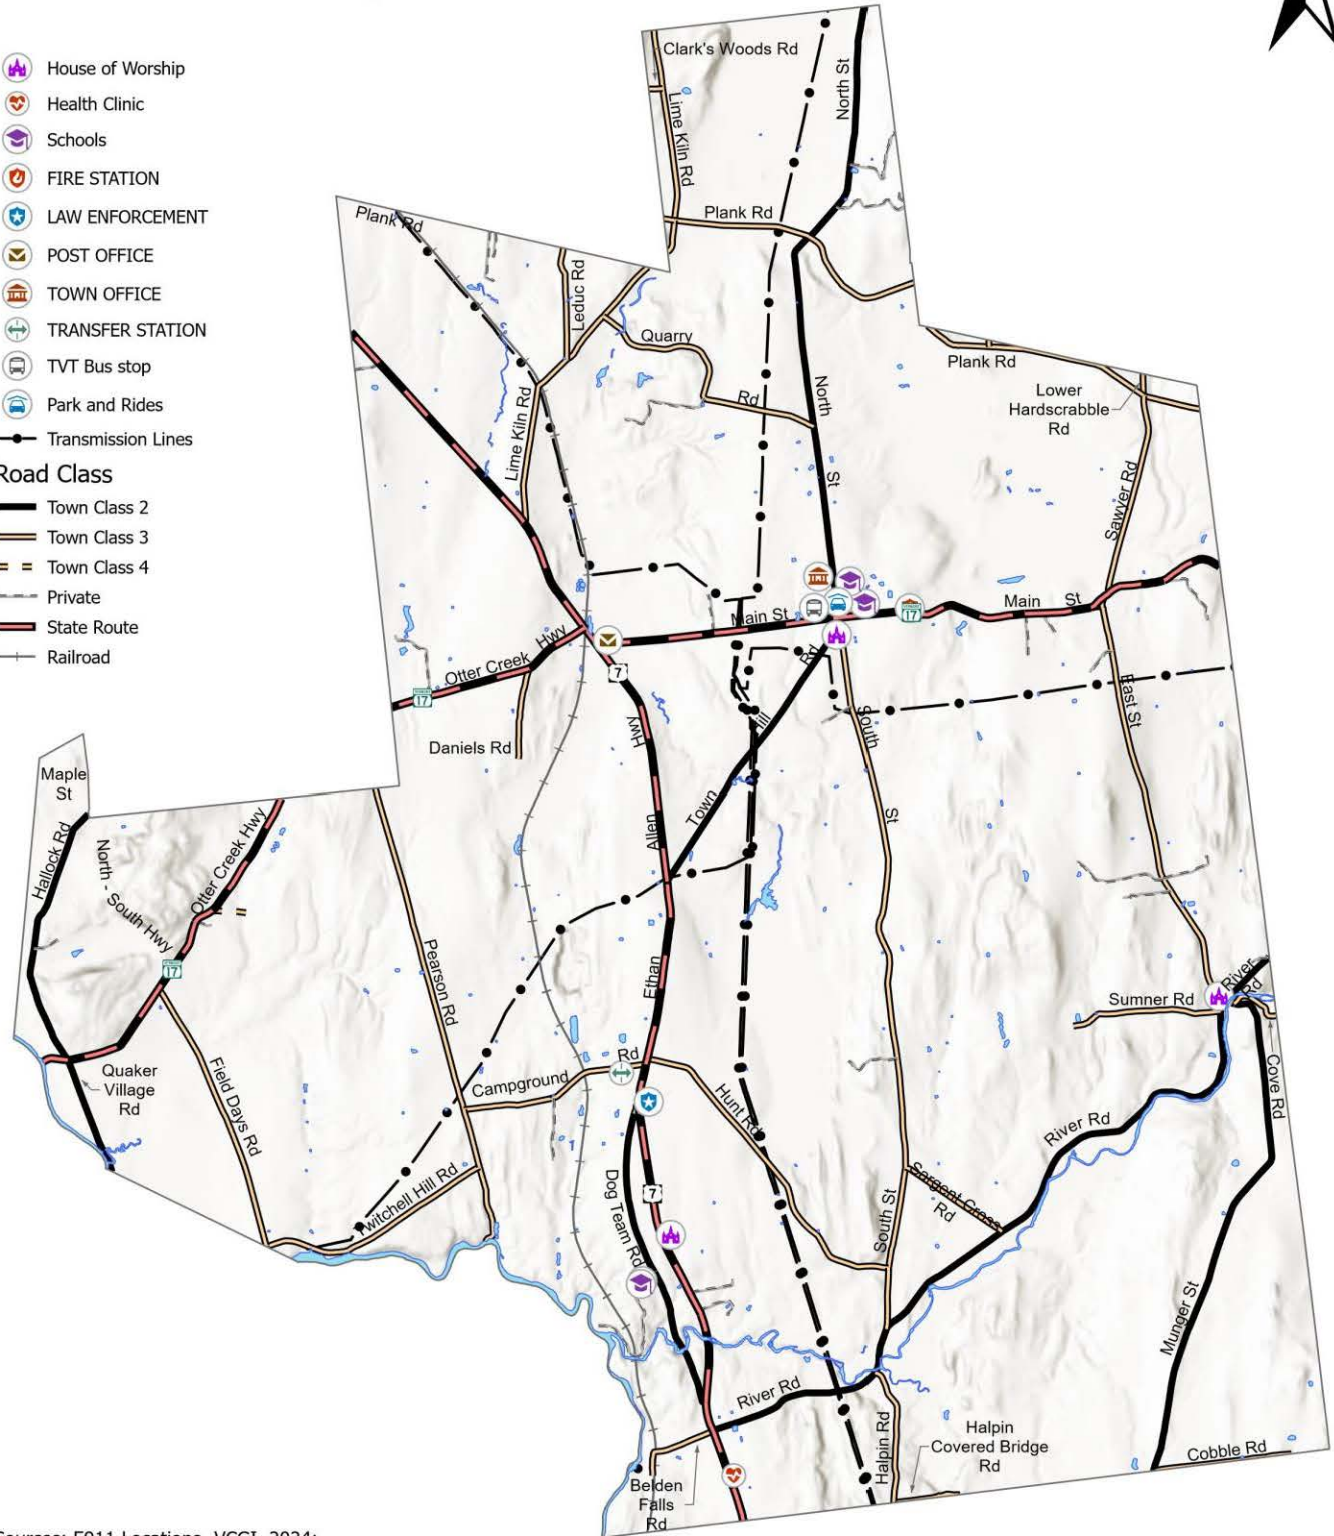 House of Worship
Health Clinic
Schools
FIRE STATION
LAW ENFORCEMENT
POST OFFICE
TOWN OFFICE
TRANSFER STATION
TVT Bus stop
Park and Rides
Transmission Lines
Road Class
Town Class 2
Town Class 3
Town Class 4
Private
State Route
Railroad
Clark's Woods Rd
Lime Kiln Rd
North St
Plank Rd
Plank Rd
Leduc Rd
Quarry
Rd
Plank Rd
Lower
Hardscrabble
Rd
North
St
Lime Kiln Rd
Sawyer Rd
Main St
17
Main St
Otter Creek Hwy
7
17
Hwy
Daniels Rd
Rd
Hill
South
East St
Maple
St
Hallock Rd
North - South Hwy
Otter Creek Hwy
Allen
Town
St
17
Pearson Rd
Ethan
Sumner Rd
River
Rd
Quaker
Village
Rd
Field Days Rd
Campground
Rd
Hunt Rd
River Rd
Cove Rd
Twitchell Hill Rd
Dog Team Rd
7
South St
Sargent Cross
Rd
Munger St
River Rd
Halpin Rd
Halpin
Covered Bridge
Rd
Cobble Rd
Belden
Falls
Rd